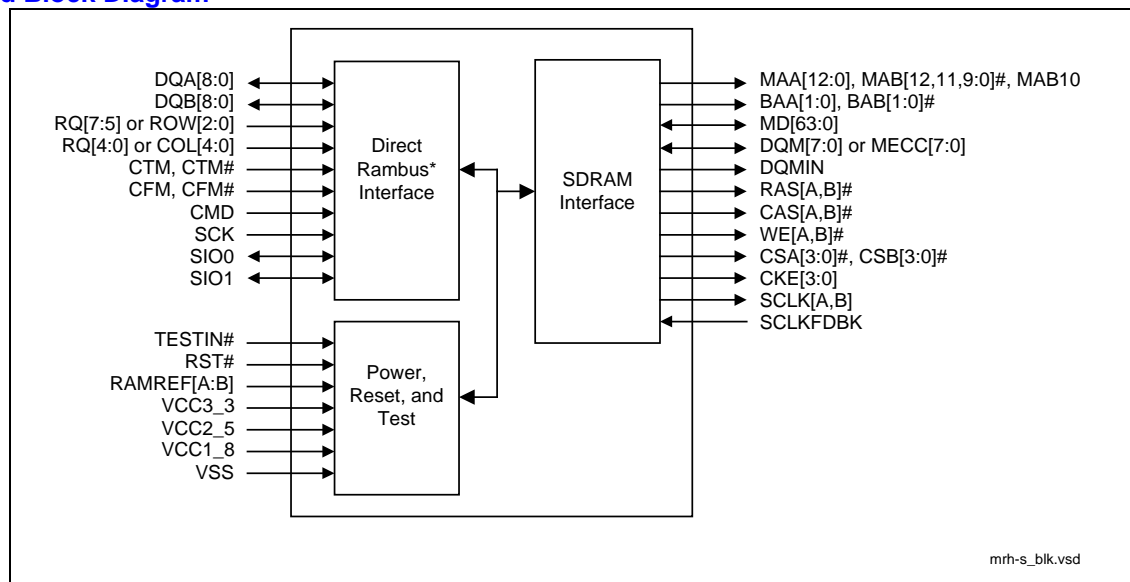 d Block Diagram
DQA[8:0]
DQB[8:0]
RQ[7:5] or ROW[2:0]
RQ[4:0] or COL[4:0]
CTM, CTM#
CFM, CFM#
CMD
SCK
SIO0
SIO1
Direct
Rambus*
Interface
TESTIN#
RST#
RAMREF[A:B]
VCC3_3
VCC2_5
VCC1_8
VSS
Power,
Reset, and
Test
SDRAM
Interface
MAA[12:0], MAB[12,11,9:0]#, MAB10
BAA[1:0], BAB[1:0]#
MD[63:0]
DQM[7:0] or MECC[7:0]
DQMIN
RAS[A,B]#
CAS[A,B]#
WE[A,B]#
CSA[3:0]#, CSB[3:0]#
CKE[3:0]
SCLK[A,B]
SCLKFDBK
mrh-s_blk.vsd